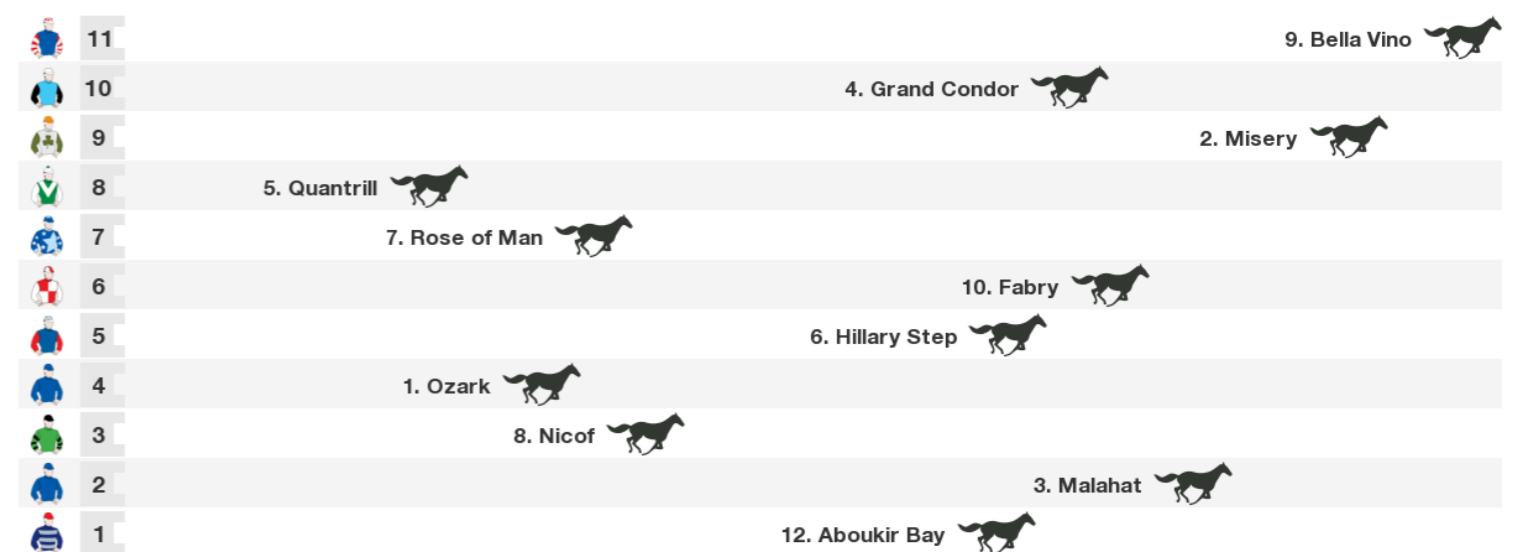 11 9. Bella Vino
10 4. Grand Condor
9 2. Misery
8 5. Quantrill
7 7. Rose of Man
6 10. Fabry
5 6. Hillary Step
4 1. Ozark
3 8. Nicof
2 3. Malahat
1 12. Aboukir Bay